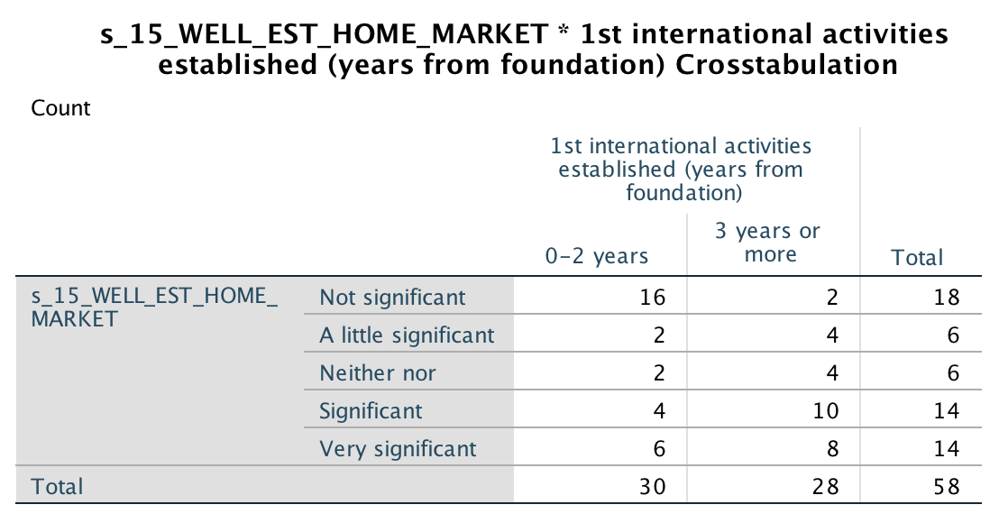 s_15_WELL_EST_HOME_MARKET * 1st international activities
established (years from foundation) Crosstabulation
Count
1st international activities
established (years from
foundation)
0-2 years
3 years or
more
Total
s_15_WELL_EST_HOME_
MARKET
Not significant 16 2 18
A little significant 2 4 6
Neither nor 2 4 6
Significant 4 10 14
Very significant 6 8 14
Total 30 28 58